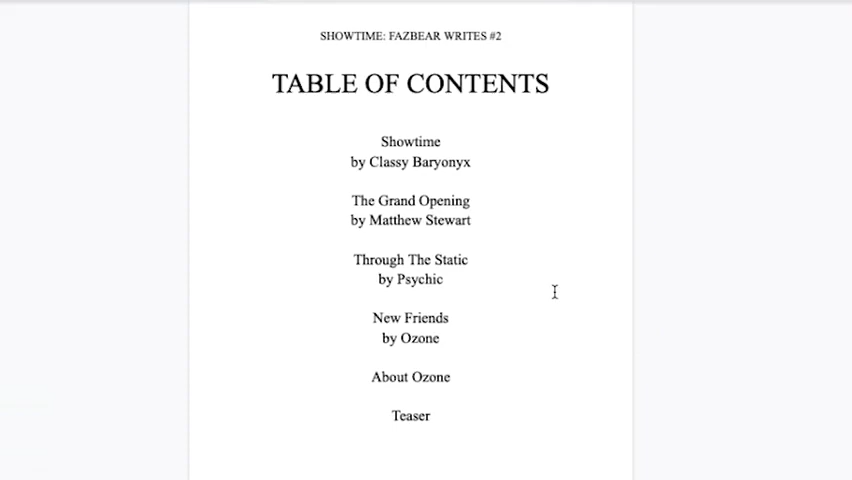 SHOWTIME: FAZBEAR WRITES #2
TABLE OF CONTENTS
Showtime
by Classy Baryonyx
The Grand Opening
by Matthew Stewart
Through The Static
by Psychic
New Friends
by Ozone
About Ozone
Teaser